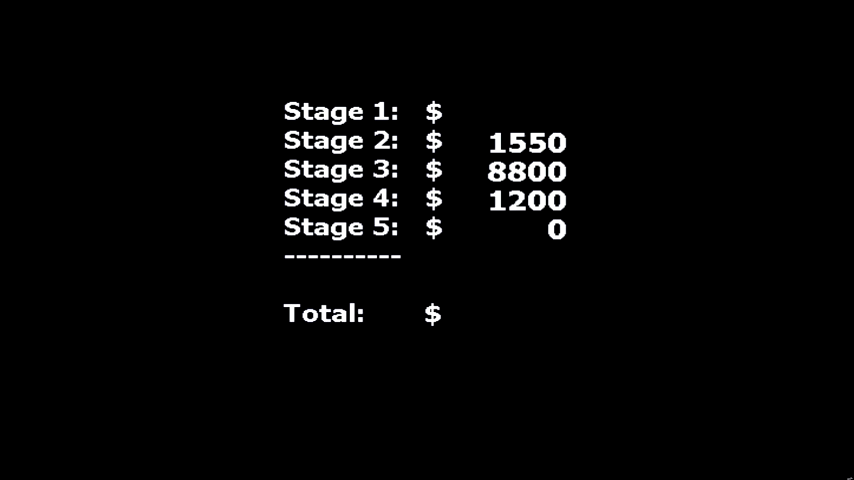 Stage 1: $
Stage 2: $ 1550
Stage 3: $ 8800
Stage 4: $ 1200
Stage 5: $ 0
----------
Total: $